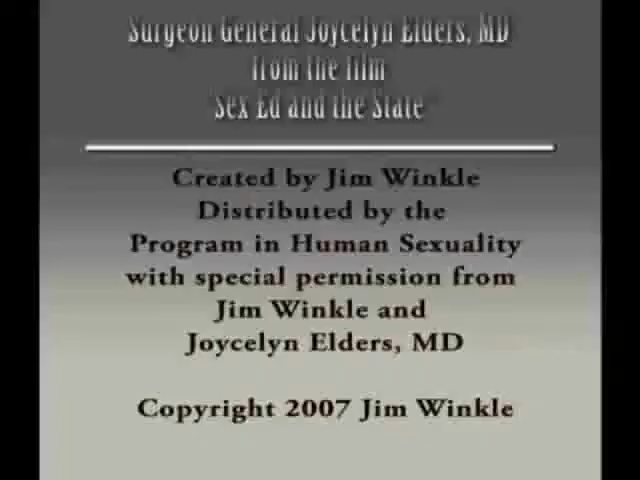 Surgeon General Joycelyn Elders, MD
from the film
"Sex Ed and the State"
Created by Jim Winkle
Distributed by the
Program in Human Sexuality
with special permission from
Jim Winkle and
Joycelyn Elders, MD
Copyright 2007 Jim Winkle